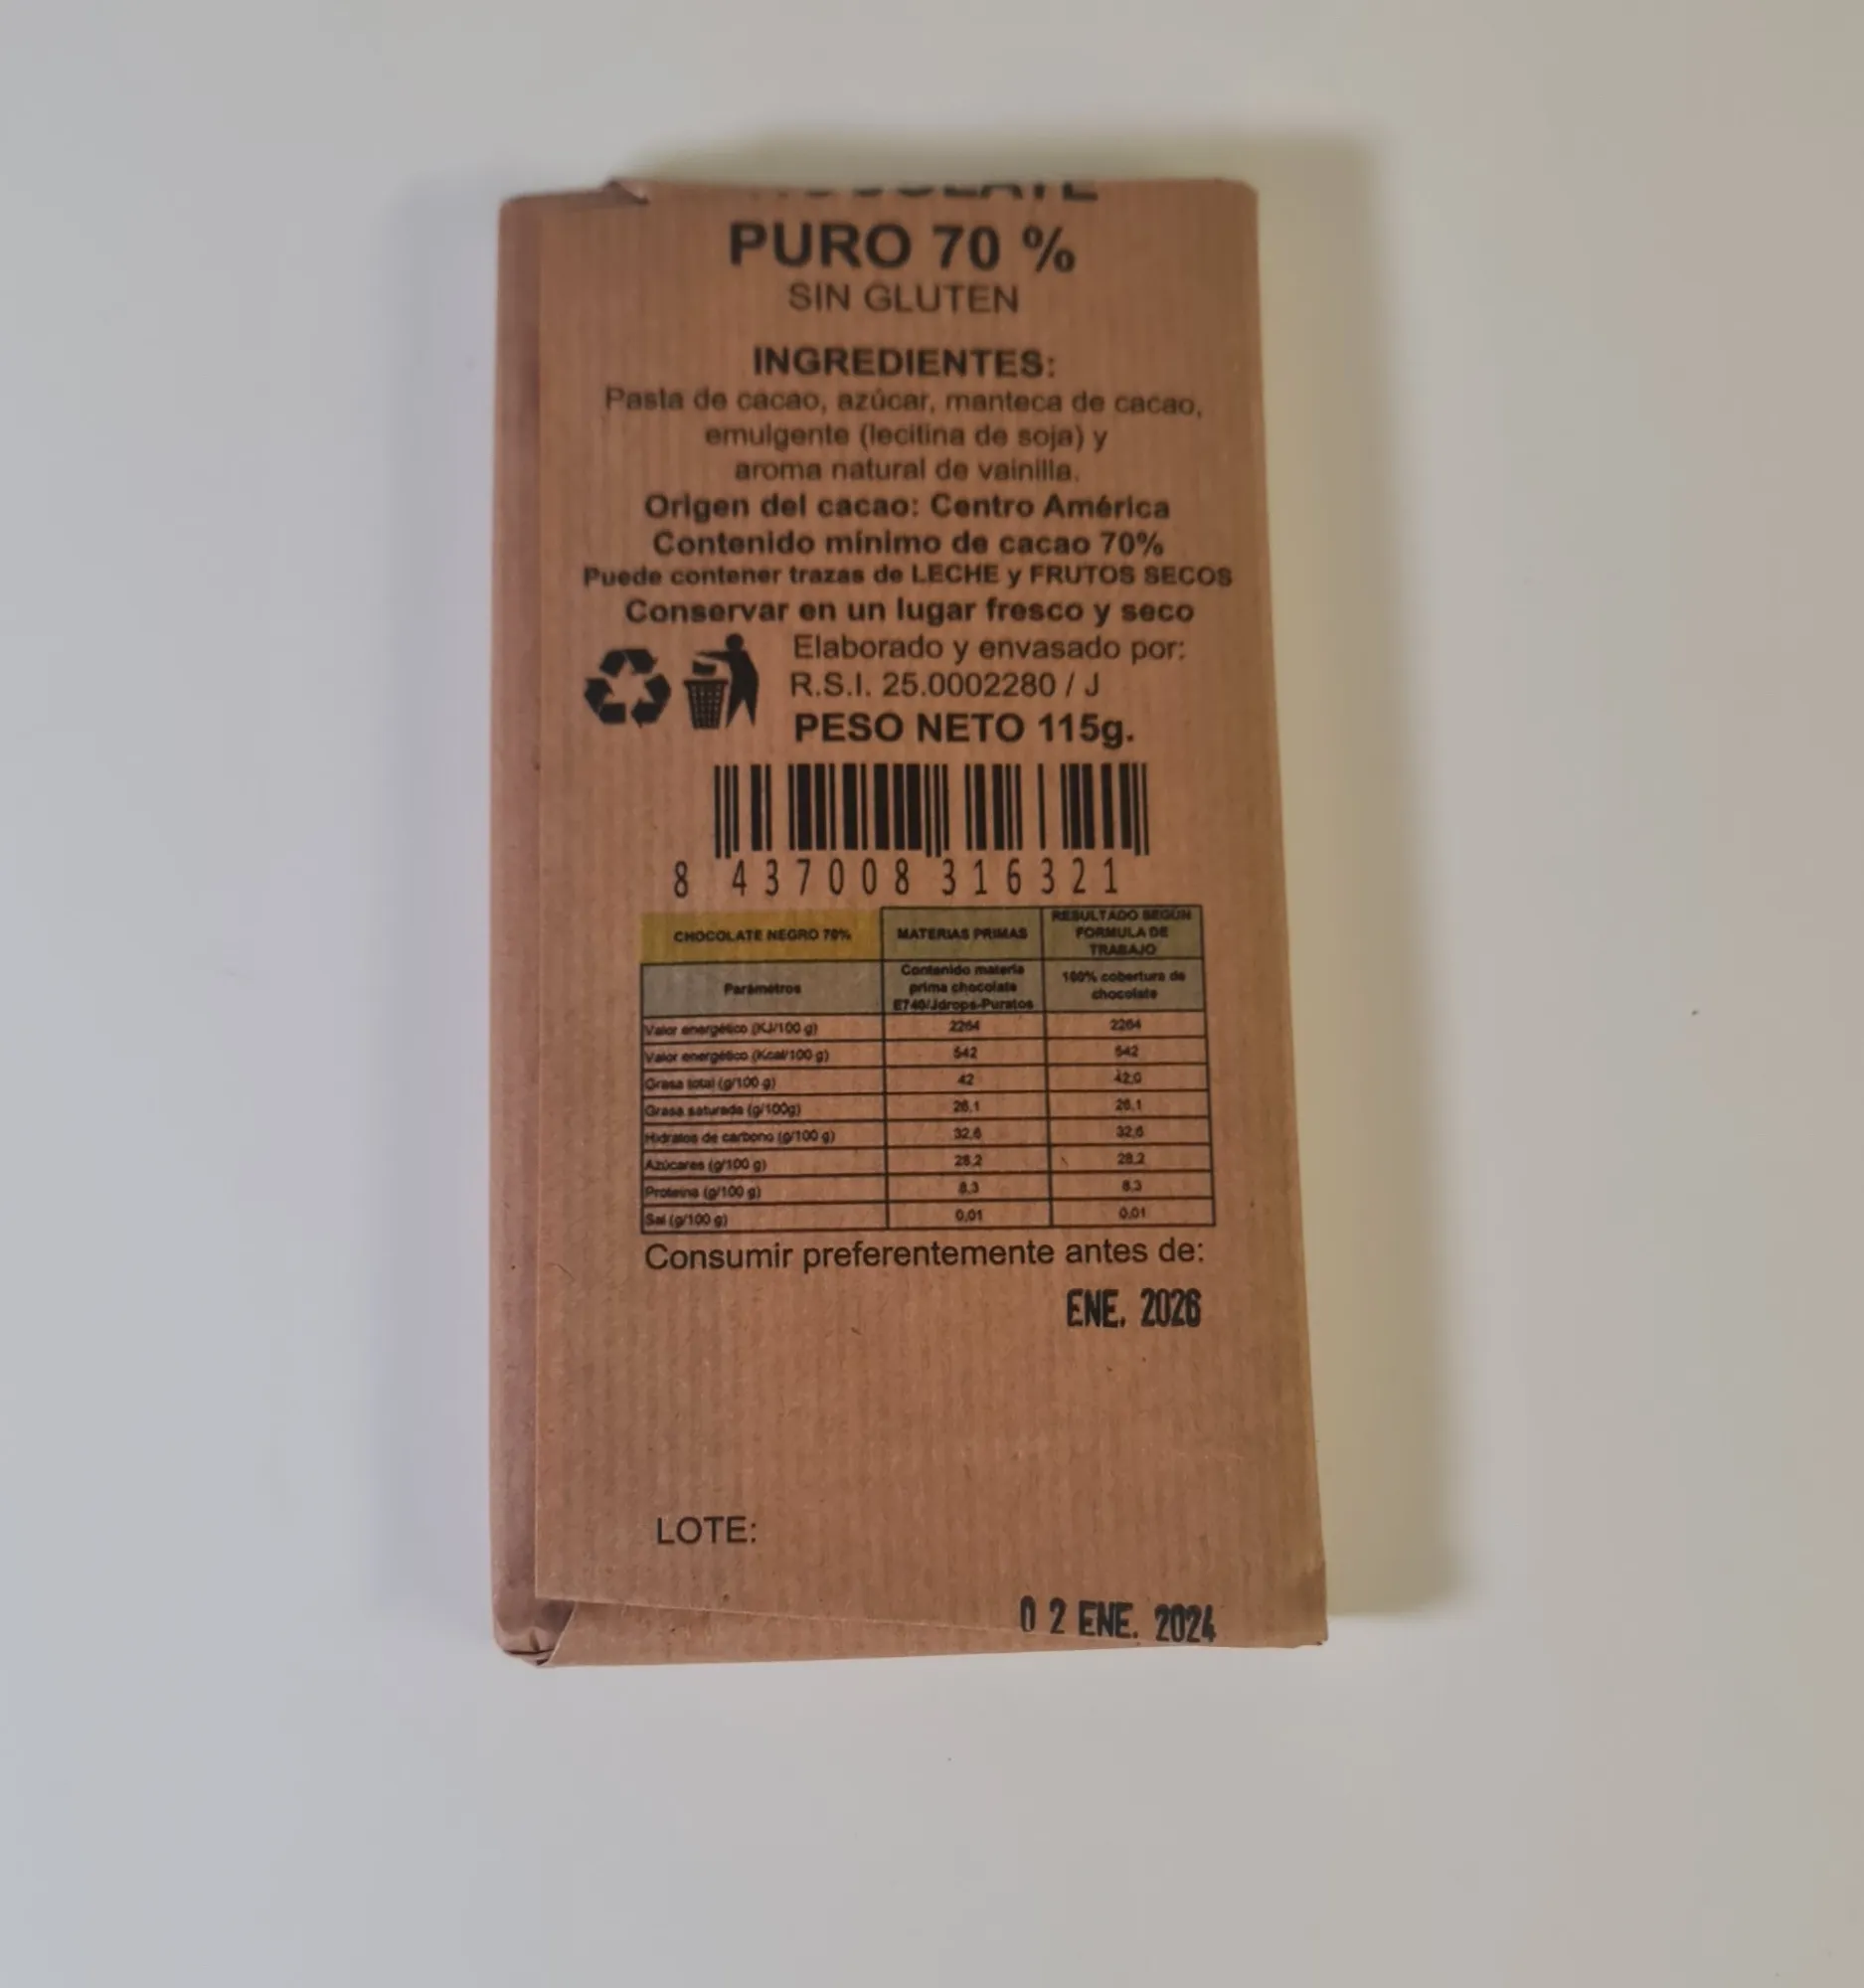 PURO 70 %
SIN GLUTEN
INGREDIENTES:
Pasta de cacao, azúcar, manteca de cacao,
emulgente (lecitina de soja) y
aroma natural de vainilla.
Origen del cacao: Centro América
Contenido mínimo de cacao 70%
Puede contener trazas de LECHE y FRUTOS SECOS
Conservar en un lugar fresco y seco
Elaborado y envasado por:
R.S.I. 25.0002280 / J
PESO NETO 115g.
8 437008 316321
CHOCOLATE NEGRO 70% MATERIAS PRIMAS RESULTADO SEGÚN FORMULA DE TRABAJO
Parámetros Contenido materia prima chocolate E740/Jdrops-Puratos 100% cobertura de chocolate
Valor energético (KJ/100 g) 2264 2264
Valor energético (Kcal/100 g) 542 542
Grasa total (g/100 g) 42 42,0
Grasa saturada (g/100g) 26,1 26,1
Hidratos de carbono (g/100 g) 32,6 32,6
Azúcares (g/100 g) 28,2 28,2
Proteína (g/100 g) 8,3 8,3
Sal (g/100 g) 0,01 0,01
Consumir preferentemente antes de:
ENE. 2026
LOTE:
0 2 ENE. 2024